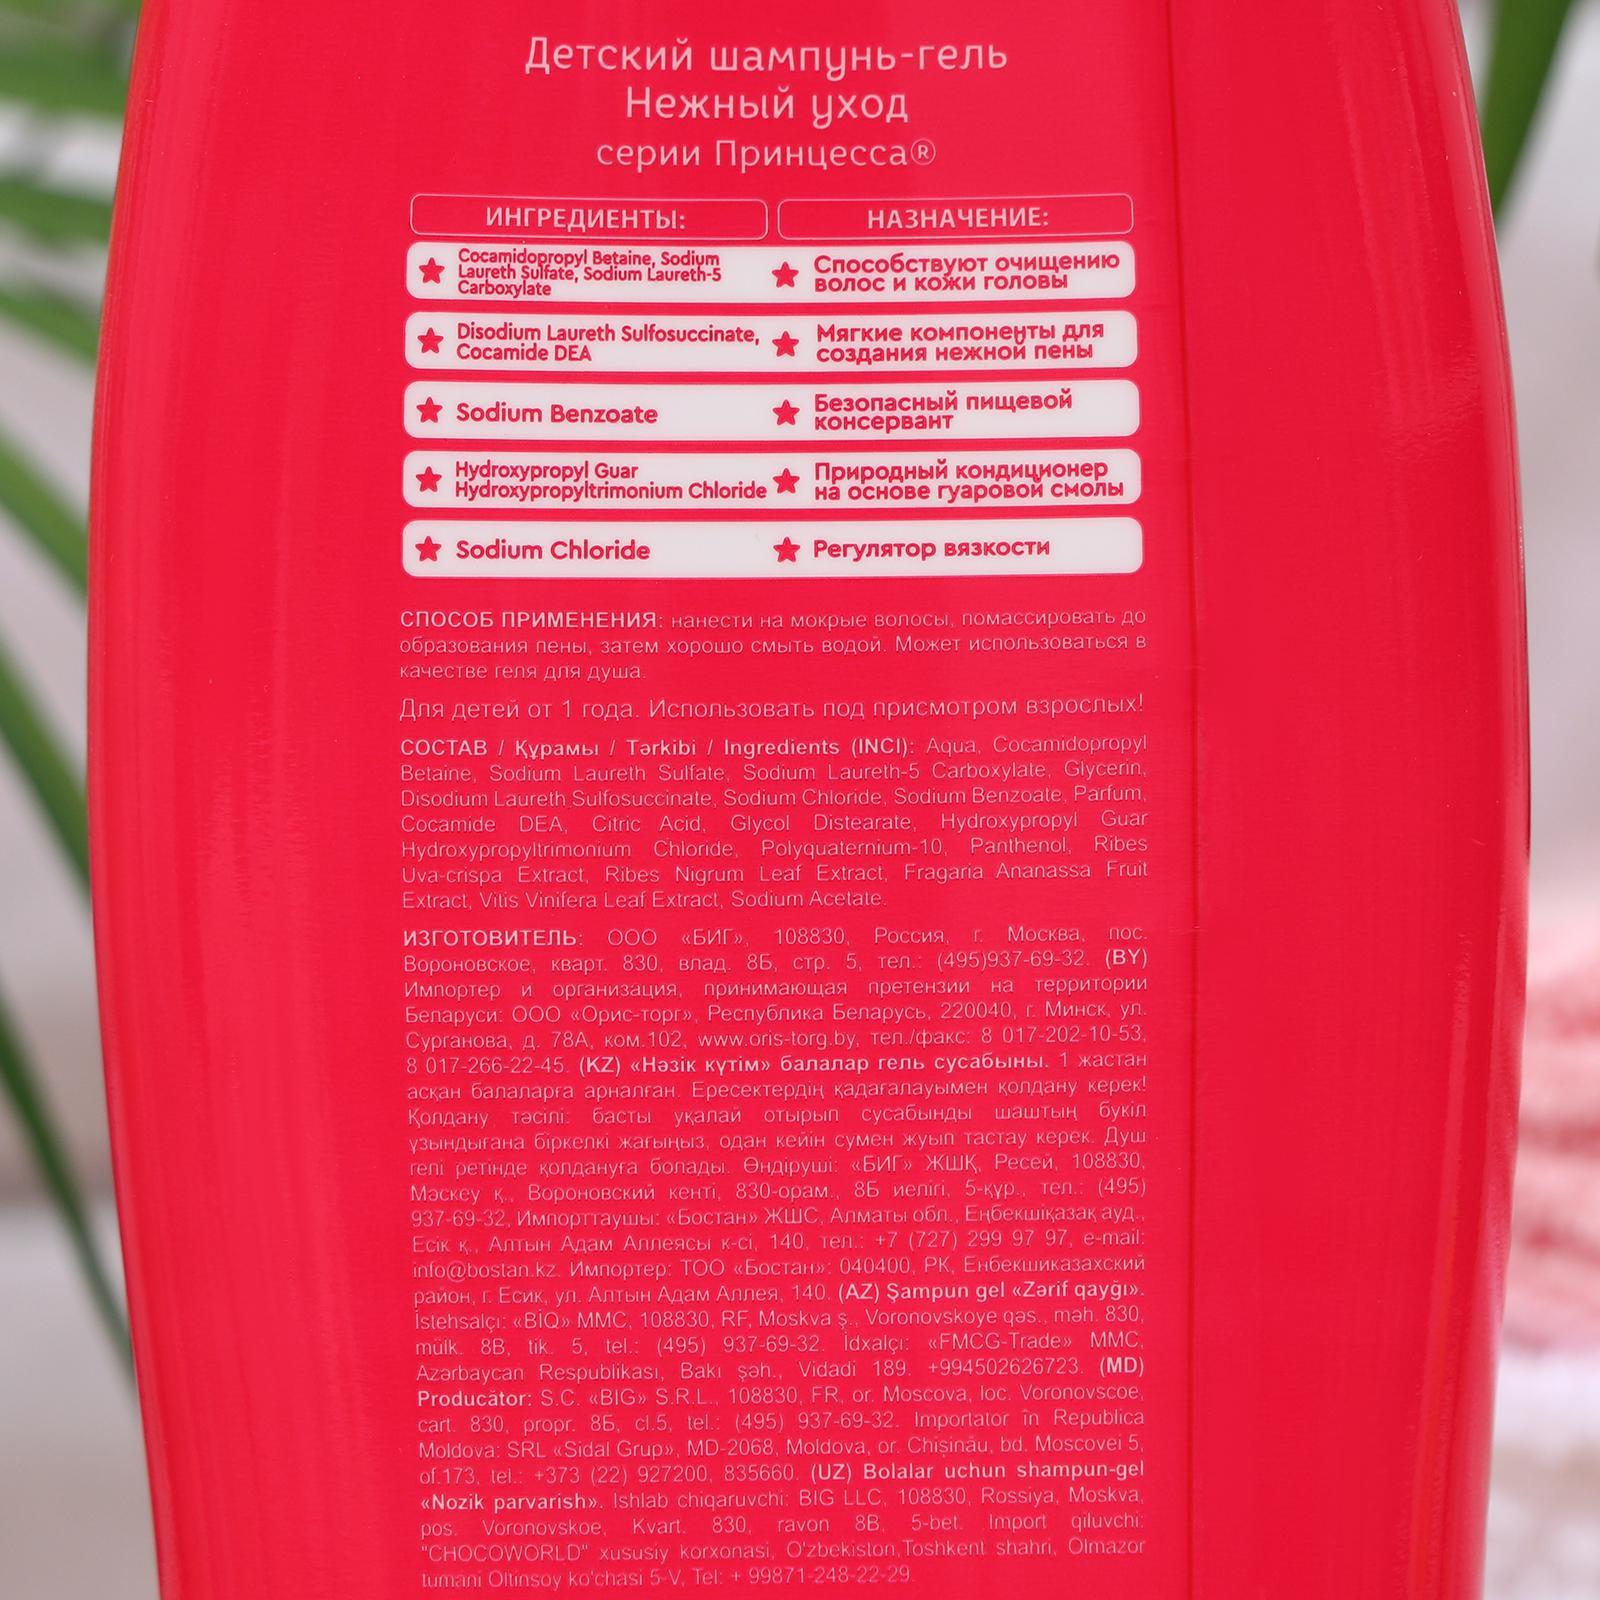 Детский шампунь-гель
Нежный уход
серии Принцесса®
ИНГРЕДИЕНТЫ: НАЗНАЧЕНИЕ:
Cocamidopropyl Betaine, Sodium
Laureth Sulfate, Sodium Laureth-5
Carboxylate
Способствуют очищению
волос и кожи головы
Disodium Laureth Sulfosuccinate,
Cocamide DEA
Мягкие компоненты для
создания нежной пены
Sodium Benzoate
Безопасный пищевой
консервант
Hydroxypropyl Guar
Hydroxypropyltrimonium Chloride
Природный кондиционер
на основе гуаровой смолы
Sodium Chloride
Регулятор вязкости
СПОСОБ ПРИМЕНЕНИЯ: нанести на мокрые волосы, помассировать до
образования пены, затем хорошо смыть водой. Может использоваться в
качестве геля для душа.
Для детей от 1 года. Использовать под присмотром взрослых!
СОСТАВ / Құрамы / Tərkibi / Ingredients (INCI): Aqua, Cocamidopropyl
Betaine, Sodium Laureth Sulfate, Sodium Laureth-5 Carboxylate, Glycerin,
Disodium Laureth Sulfosuccinate, Sodium Chloride, Sodium Benzoate, Parfum,
Cocamide DEA, Citric Acid, Glycol Distearate, Hydroxypropyl Guar
Hydroxypropyltrimonium Chloride, Polyquaternium-10, Panthenol, Ribes
Uva-crispa Extract, Ribes Nigrum Leaf Extract, Fragaria Ananassa Fruit
Extract, Vitis Vinifera Leaf Extract, Sodium Acetate.
ИЗГОТОВИТЕЛЬ: ООО «БИГ», 108830, Россия, г. Москва, пос.
Вороновское, кварт. 830, влад. 8Б, стр. 5, тел.: (495)937-69-32. (BY)
Импортер и организация, принимающая претензии на территории
Беларуси: ООО «Орис-торг», Республика Беларусь, 220040, г. Минск, ул.
Сурганова, д. 78А, ком.102, www.oris-torg.by, тел./факс: 8 017-202-10-53,
8 017-266-22-45. (KZ) «Нәзік күтім» балалар гель сусабыны. 1 жастан
асқан балаларға арналған. Ересектердің қадағалауымен қолдану керек!
Қолдану тәсілі: басты уқалай отырып сусабынды шаштың бүкіл
ұзындығана біркелкі жағыңыз, одан кейін сумен жуып тастау керек. Душ
гелі ретінде қолдануға болады. Өндіруші: «БИГ» ЖШҚ, Ресей, 108830,
Мәскеу қ., Вороновский кенті, 830-орам., 8Б иелігі, 5-құр., тел.: (495)
937-69-32, Импорттаушы: «Бостан» ЖШС, Алматы обл., Еңбекшіқазақ ауд.,
Есік қ., Алтын Адам Аллеясы к-сі, 140, тел.: +7 (727) 299 97 97, e-mail:
info@bostan.kz. Импортер: ТОО «Бостан»: 040400, РК, Енбекшиказахский
район, г. Есик, ул. Алтын Адам Аллея, 140. (AZ) Şampun gel «Zərif qayğı».
İstehsalçı: «BİQ» MMC, 108830, RF, Moskva ş., Voronovskoye qəs., məh. 830,
mülk. 8B, tik. 5, tel.: (495) 937-69-32. İdxalçı: «FMCG-Trade» MMC,
Azərbaycan Respublikası, Bakı şəh., Vidadi 189. +994502626723. (MD)
Producător: S.C. «BIG» S.R.L., 108830, FR, or. Moscova, loc. Voronovscoe,
cart. 830, propr. 8Б, cl.5, tel.: (495) 937-69-32. Importator în Republica
Moldova: SRL «Sidal Grup», MD-2068, Moldova, or. Chişinău, bd. Moscovei 5,
of.173, tel.: +373 (22) 927200, 835660. (UZ) Bolalar uchun shampun-gel
«Nozik parvarish». Ishlab chiqaruvchi: BIG LLC, 108830, Rossiya, Moskva,
pos. Voronovskoe, Kvart. 830, ravon 8B, 5-bet. Import qiluvchi:
"CHOCOWORLD" xususiy korxonasi, O'zbekiston,Toshkent shahri, Olmazor
tumani Oltinsoy ko'chasi 5-V, Tel: + 99871-248-22-29.